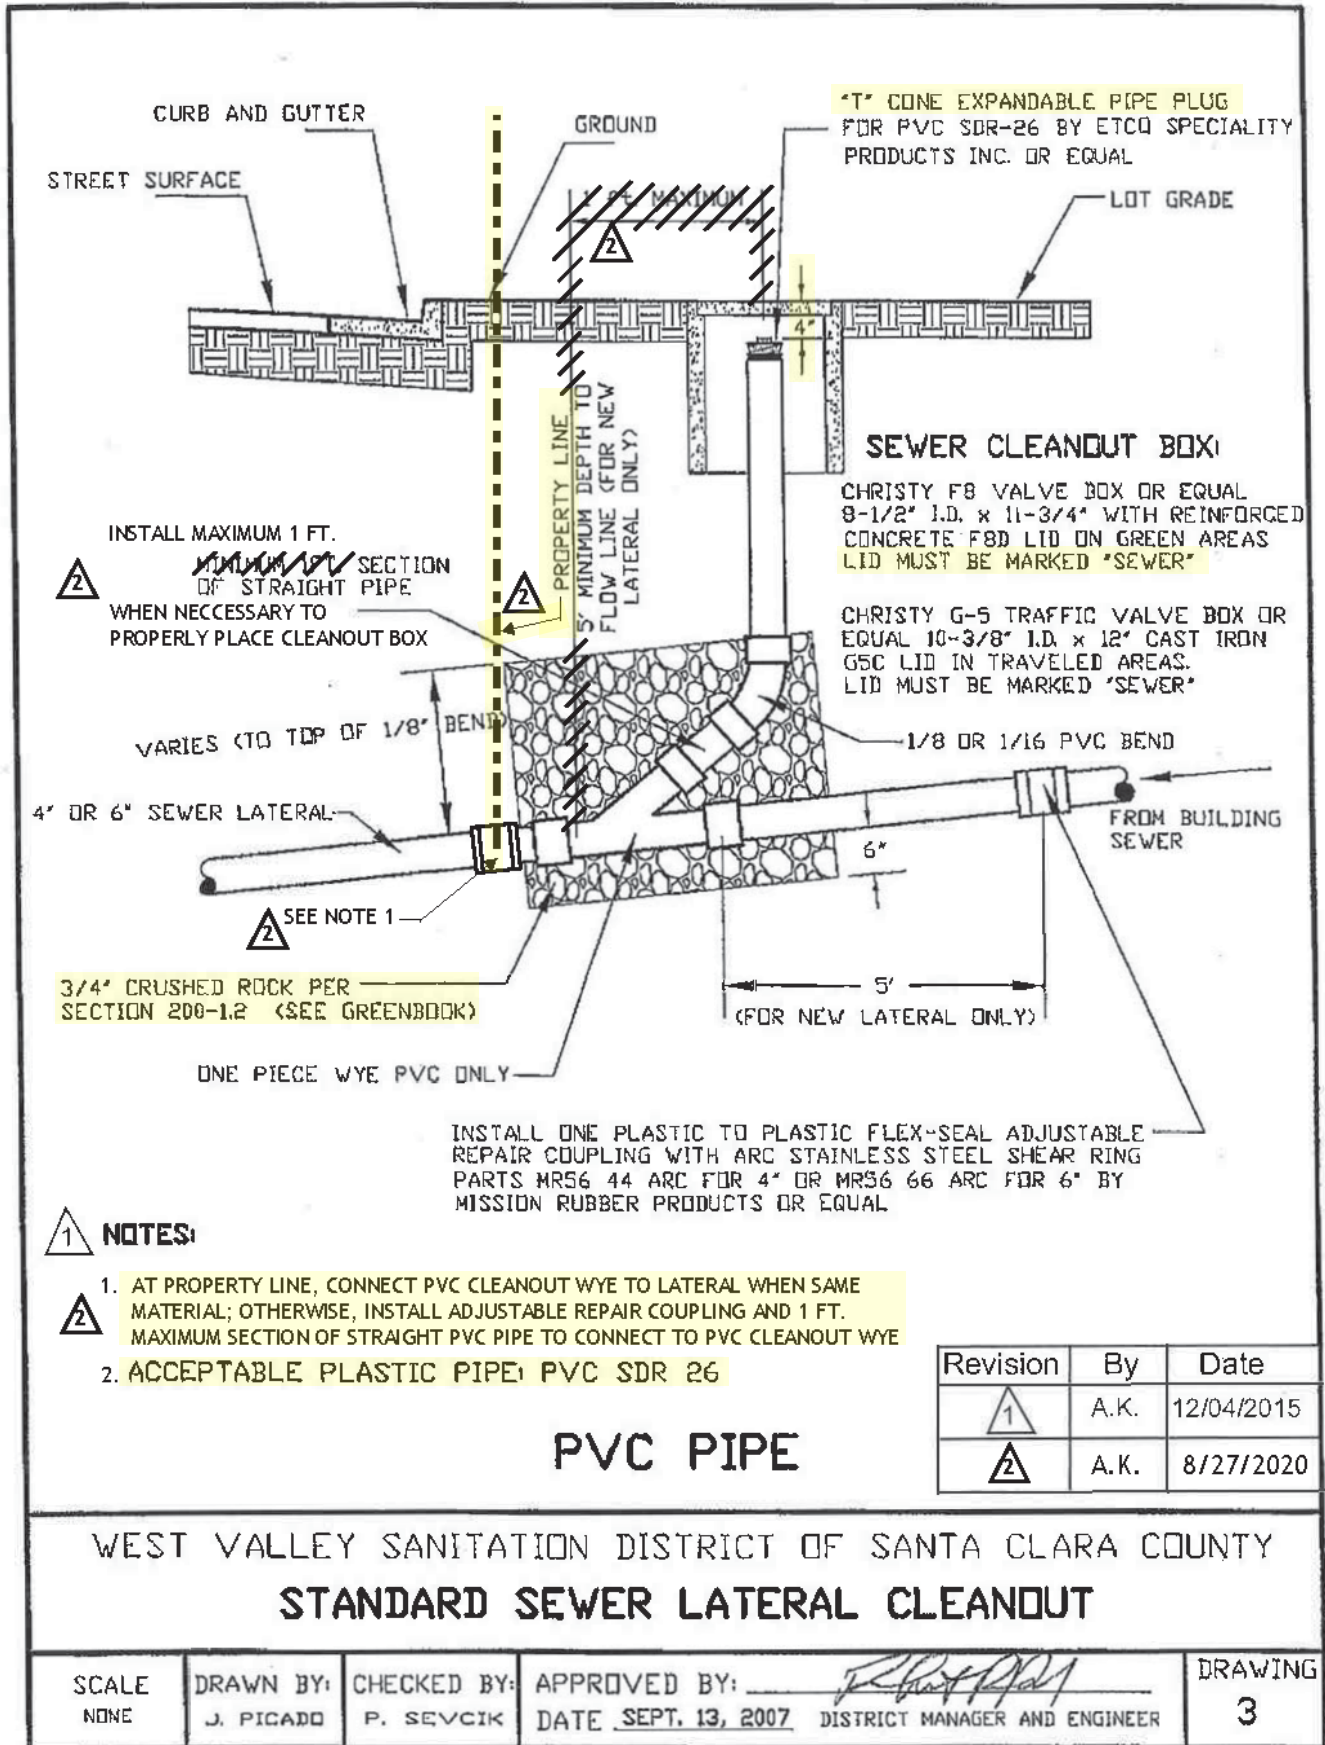 CURB AND GUTTER
STREET SURFACE
GROUND
"T" CONE EXPANDABLE PIPE PLUG
FOR PVC SDR-26 BY ETCO SPECIALITY
PRODUCTS INC. OR EQUAL
LOT GRADE
1 FT. MAXIMUM
2
4"
PROPERTY LINE
5' MINIMUM DEPTH TO
FLOW LINE (FOR NEW
LATERAL ONLY)
SEWER CLEANOUT BOX:
CHRISTY F8 VALVE BOX OR EQUAL
8-1/2" I.D. x 11-3/4" WITH REINFORCED
CONCRETE F8D LID ON GREEN AREAS
LID MUST BE MARKED "SEWER"
CHRISTY G-5 TRAFFIC VALVE BOX OR
EQUAL 10-3/8" I.D. x 12" CAST IRON
G5C LID IN TRAVELED AREAS.
LID MUST BE MARKED "SEWER"
INSTALL MAXIMUM 1 FT.
2
MINIMUM 1FT. SECTION
OF STRAIGHT PIPE
WHEN NECCESSARY TO
PROPERLY PLACE CLEANOUT BOX
2
VARIES (TO TOP OF 1/8" BEND)
1/8 OR 1/16 PVC BEND
4" OR 6" SEWER LATERAL
FROM BUILDING
SEWER
6"
2
SEE NOTE 1
3/4" CRUSHED ROCK PER
SECTION 200-1.2 (SEE GREENBOOK)
5'
(FOR NEW LATERAL ONLY)
ONE PIECE WYE PVC ONLY
INSTALL ONE PLASTIC TO PLASTIC FLEX-SEAL ADJUSTABLE
REPAIR COUPLING WITH ARC STAINLESS STEEL SHEAR RING
PARTS MR56 44 ARC FOR 4" OR MR56 66 ARC FOR 6" BY
MISSION RUBBER PRODUCTS OR EQUAL
1 NOTES:
2
1. AT PROPERTY LINE, CONNECT PVC CLEANOUT WYE TO LATERAL WHEN SAME
MATERIAL; OTHERWISE, INSTALL ADJUSTABLE REPAIR COUPLING AND 1 FT.
MAXIMUM SECTION OF STRAIGHT PVC PIPE TO CONNECT TO PVC CLEANOUT WYE
2. ACCEPTABLE PLASTIC PIPE: PVC SDR 26
Revision By Date
1 A.K. 12/04/2015
2 A.K. 8/27/2020
PVC PIPE
WEST VALLEY SANITATION DISTRICT OF SANTA CLARA COUNTY
STANDARD SEWER LATERAL CLEANOUT
SCALE
NONE
DRAWN BY:
J. PICADO
CHECKED BY:
P. SEVCIK
APPROVED BY:
DATE SEPT. 13, 2007 DISTRICT MANAGER AND ENGINEER
DRAWING
3